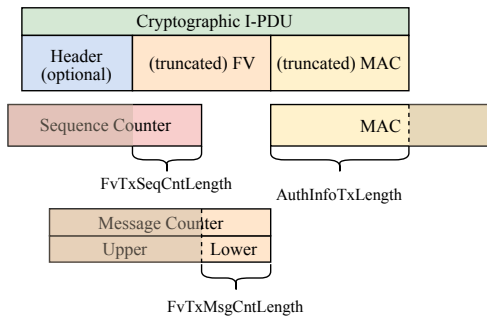 Cryptographic I-PDU
Header (truncated) FV (truncated) MAC
(optional)
Sequence Counter MAC
FvTxSeqCntLength
AuthInfoTxLength
Message Counter
Upper Lower
FvTxMsgCntLength